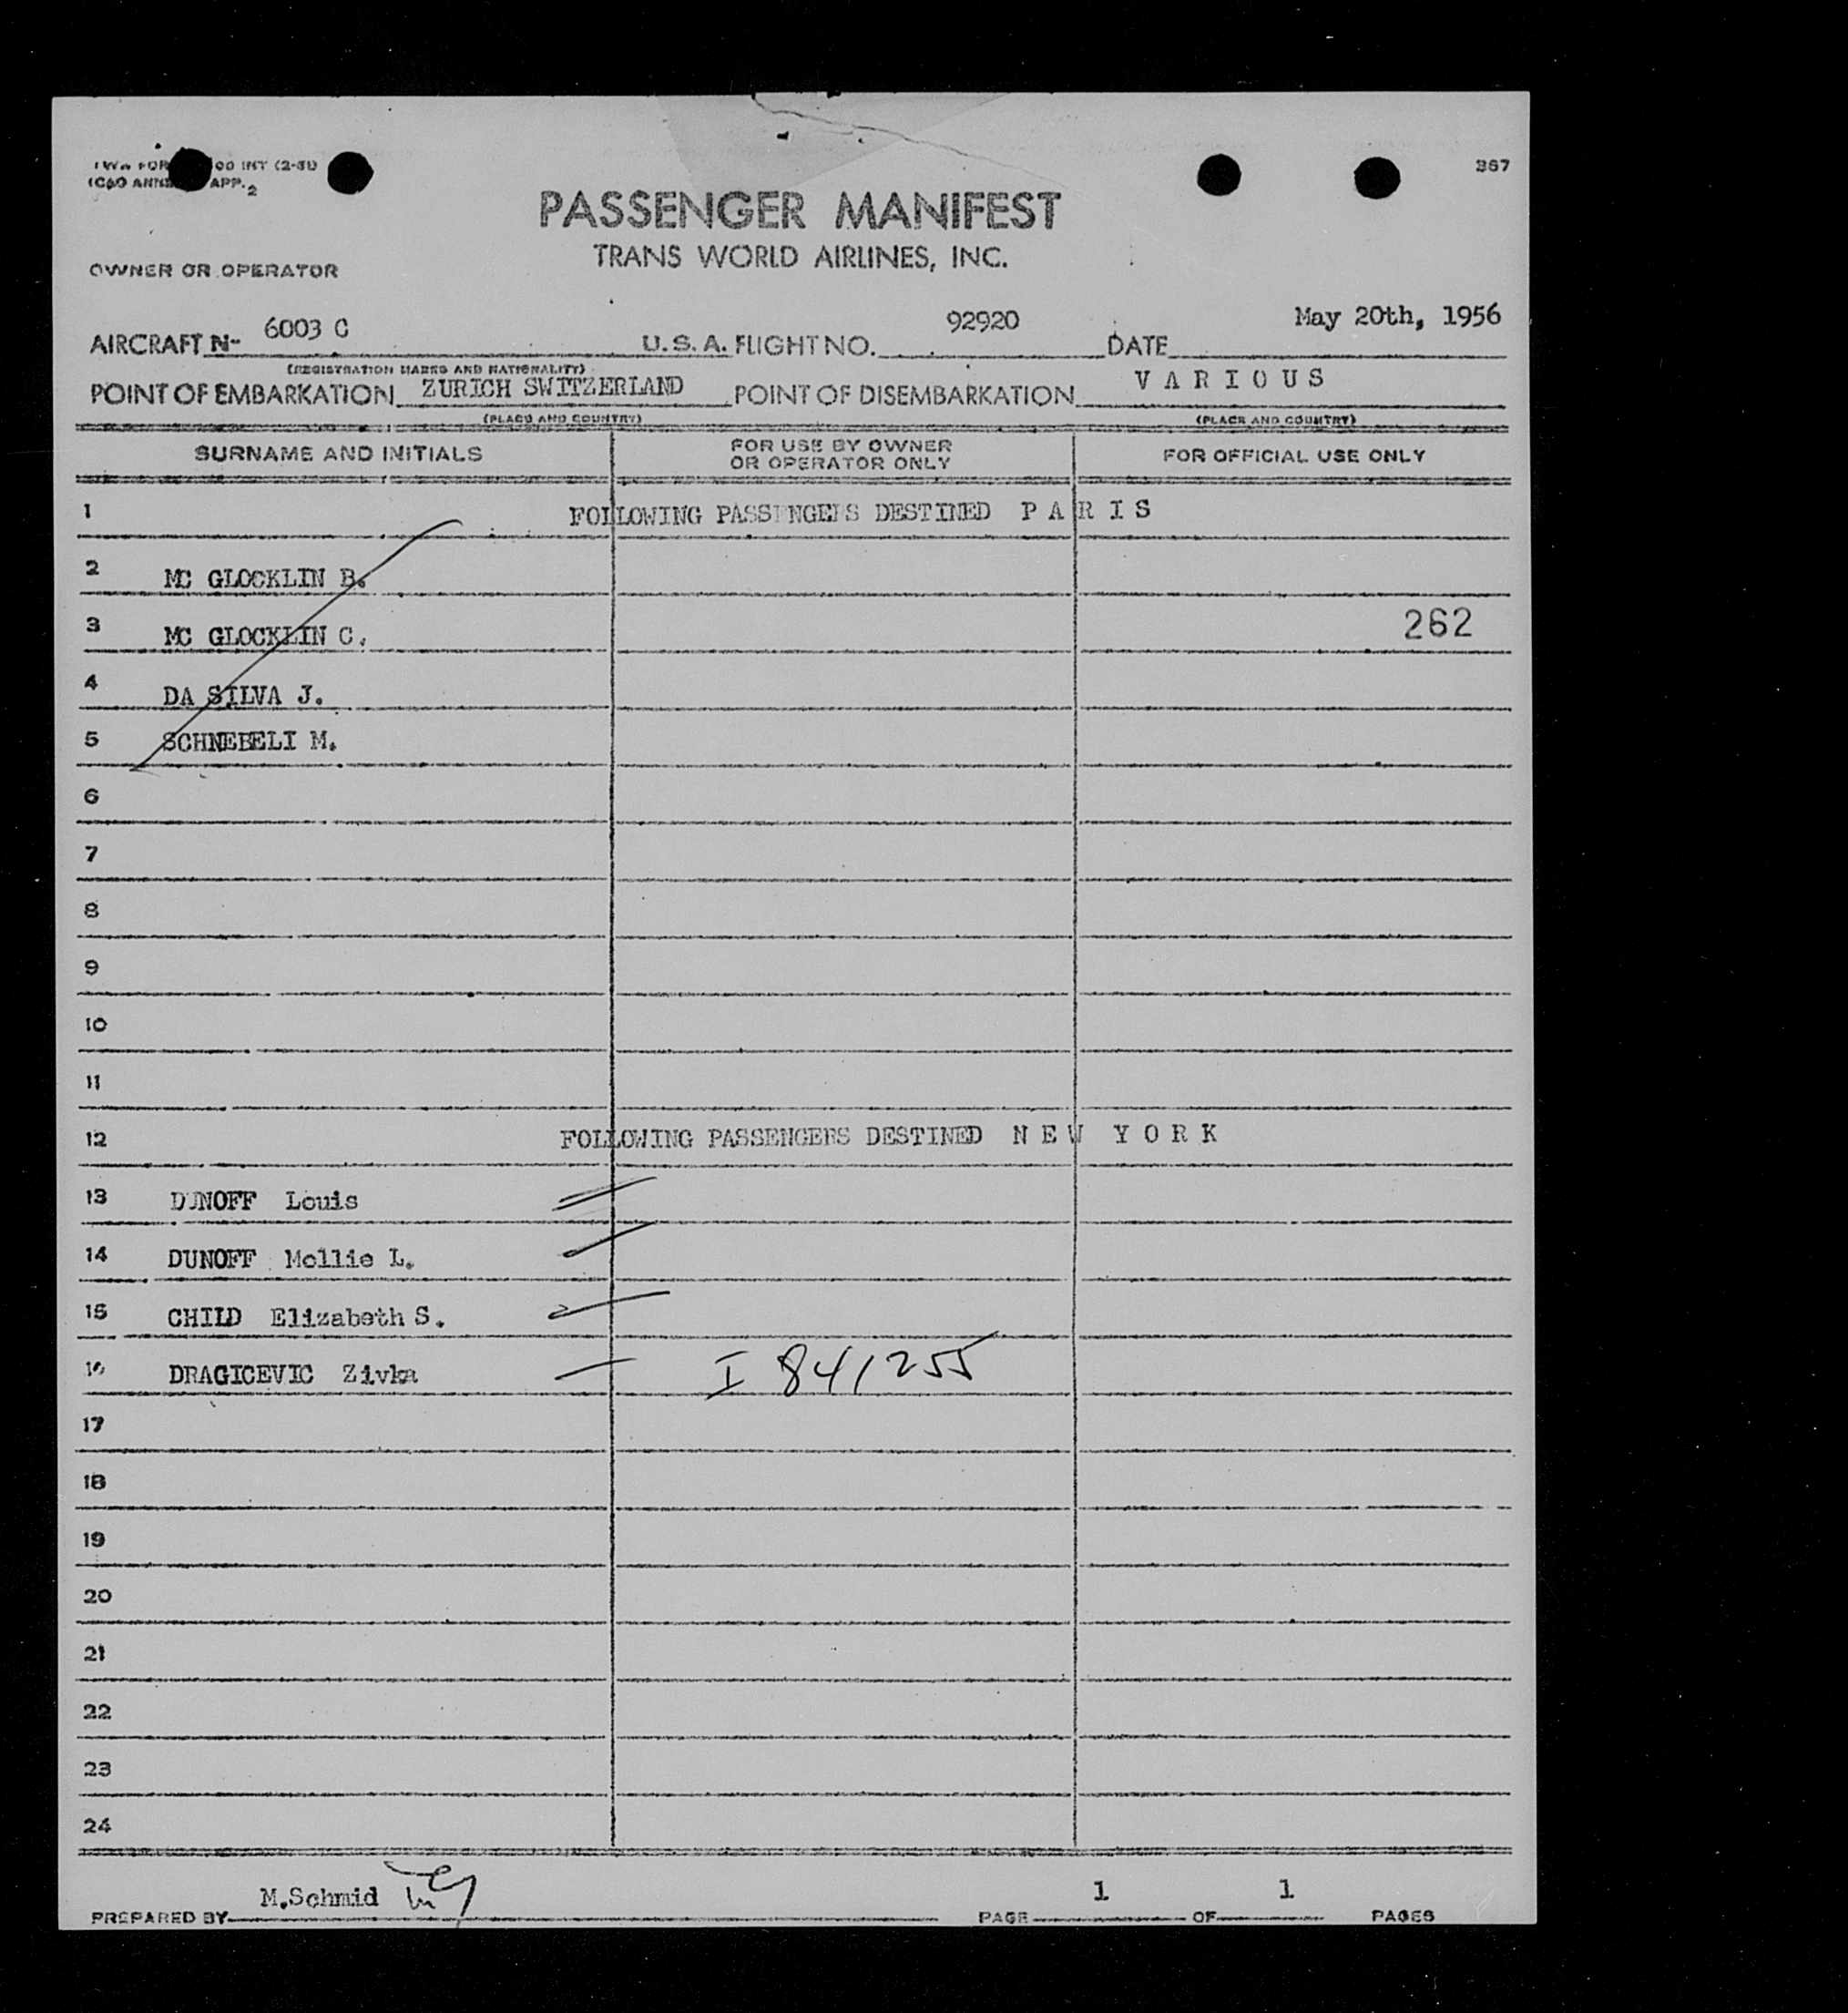 367
ICAO ANNEX APP. 2
PASSENGER MANIFEST
TRANS WORLD AIRLINES, INC.
OWNER OR OPERATOR
AIRCRAFT N- 6003 C U.S.A. FLIGHT NO. 92920 DATE May 20th, 1956
(REGISTRATION MARKS AND NATIONALITY)
POINT OF EMBARKATION ZURICH SWITZERLAND POINT OF DISEMBARKATION VARIOUS
(PLACE AND COUNTRY) (PLACE AND COUNTRY)
SURNAME AND INITIALS FOR USE BY OWNER OR OPERATOR ONLY FOR OFFICIAL USE ONLY
1 FOLLOWING PASSENGERS DESTINED P A R I S
2 MC GLOCKLIN B.
3 MC GLOCKLIN C. 262
4 DA SILVA J.
5 SCHNEBELI M.
6
7
8
9
10
11
12 FOLLOWING PASSENGERS DESTINED N E W Y O R K
13 DUNOFF Louis
14 DUNOFF Mollie L.
15 CHILD Elizabeth S.
16 DRAGICEVIC Zivka I 841255
17
18
19
20
21
22
23
24
PREPARED BY M.Schmid PAGE 1 OF 1 PAGES